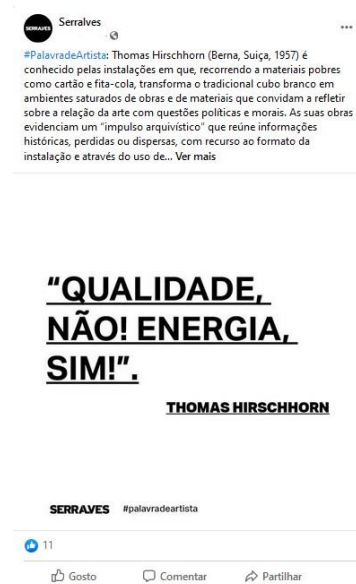 SERRALVES
Serralves
#PalavradeArtista: Thomas Hirschhorn (Berna, Suiça, 1957) é
conhecido pelas instalações em que, recorrendo a materiais pobres
como cartão e fita-cola, transforma o tradicional cubo branco em
ambientes saturados de obras e de materiais que convidam a refletir
sobre a relação da arte com questões políticas e morais. As suas obras
evidenciam um "impulso arquivístico" que reúne informações
históricas, perdidas ou dispersas, com recurso ao formato da
instalação e através do uso de... Ver mais
“QUALIDADE,
NÃO! ENERGIA,
SIM!”.
THOMAS HIRSCHHORN
SERRALVES #palavradeartista
11
Gosto Comentar Partilhar